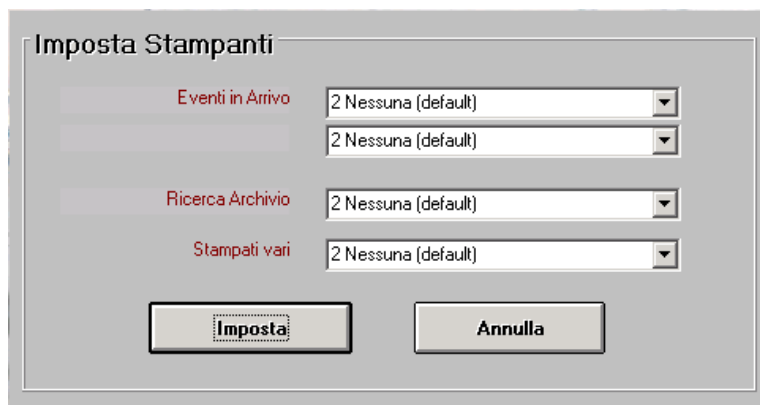 Imposta Stampanti
Eventi in Arrivo 2 Nessuna (default)
2 Nessuna (default)
Ricerca Archivio 2 Nessuna (default)
Stampati vari 2 Nessuna (default)
Imposta Annulla